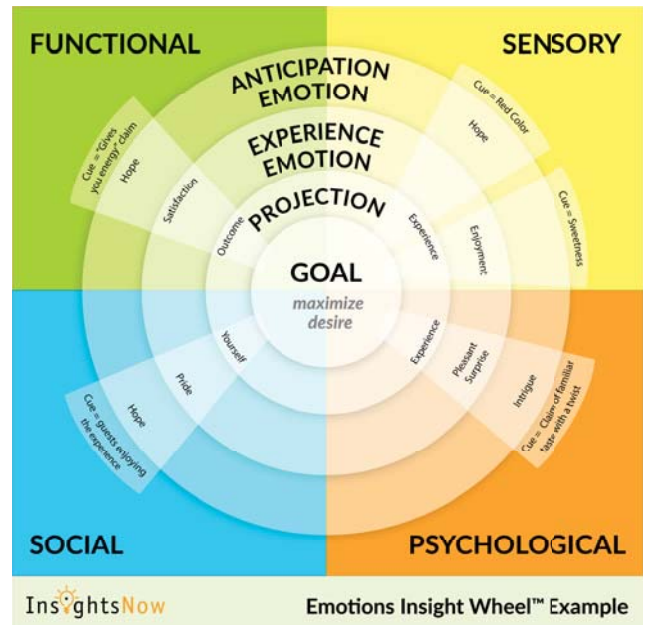 FUNCTIONAL
SENSORY
ANTICIPATION
EMOTION
EXPERIENCE
EMOTION
PROJECTION
GOAL
maximize
desire
Cue = "Gives
you energy" claim
Hope
Satisfaction
Outcome
Cue = Red Color
Hope
Experience
Cue = Sweetness
Enjoyment
Yourself
Pride
Hope
Cue = guests enjoying
the experience
Experience
Pleasant
Surprise
Intrigue
Cue = Claim of familiar
taste with a twist
SOCIAL
PSYCHOLOGICAL
InsightsNow
Emotions Insight Wheel™ Example